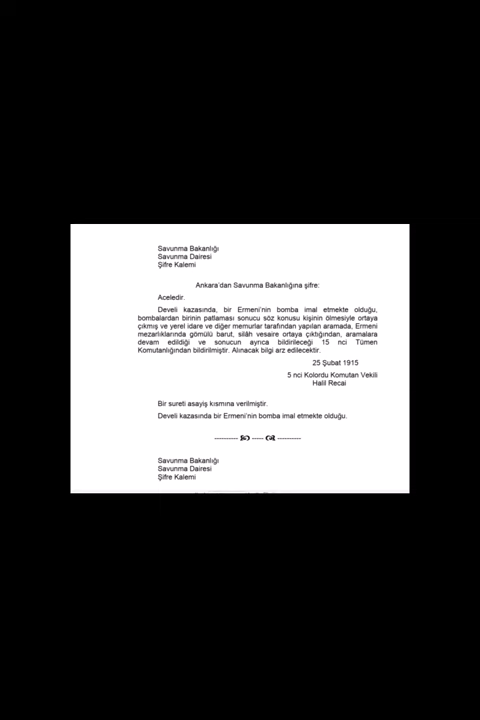 Savunma Bakanlığı
Savunma Dairesi
Şifre Kalemi
Ankara'dan Savunma Bakanlığına şifre:
Aceledir.
Develi kazasında, bir Ermeni'nin bomba imal etmekte olduğu,
bombalardan birinin patlaması sonucu söz konusu kişinin ölmesiyle ortaya
çıkmış ve yerel idare ve diğer memurlar tarafından yapılan aramada, Ermeni
mezarlıklarında gömülü barut, silâh vesaire ortaya çıktığından, aramalara
devam edildiği ve sonucun ayrıca bildirileceği 15 nci Tümen
Komutanlığından bildirilmiştir. Alınacak bilgi arz edilecektir.
25 Şubat 1915
5 nci Kolordu Komutan Vekili
Halil Recai
Bir sureti asayiş kısmına verilmiştir.
Develi kazasında bir Ermeni'nin bomba imal etmekte olduğu.
Savunma Bakanlığı
Savunma Dairesi
Şifre Kalemi